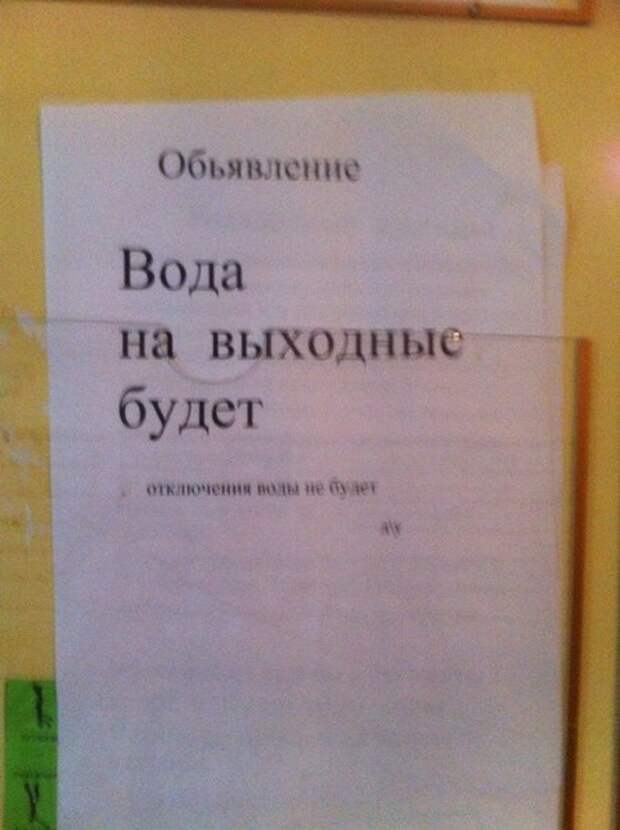 Обьявление
Вода
на выходные
будет
отключения воды не будет